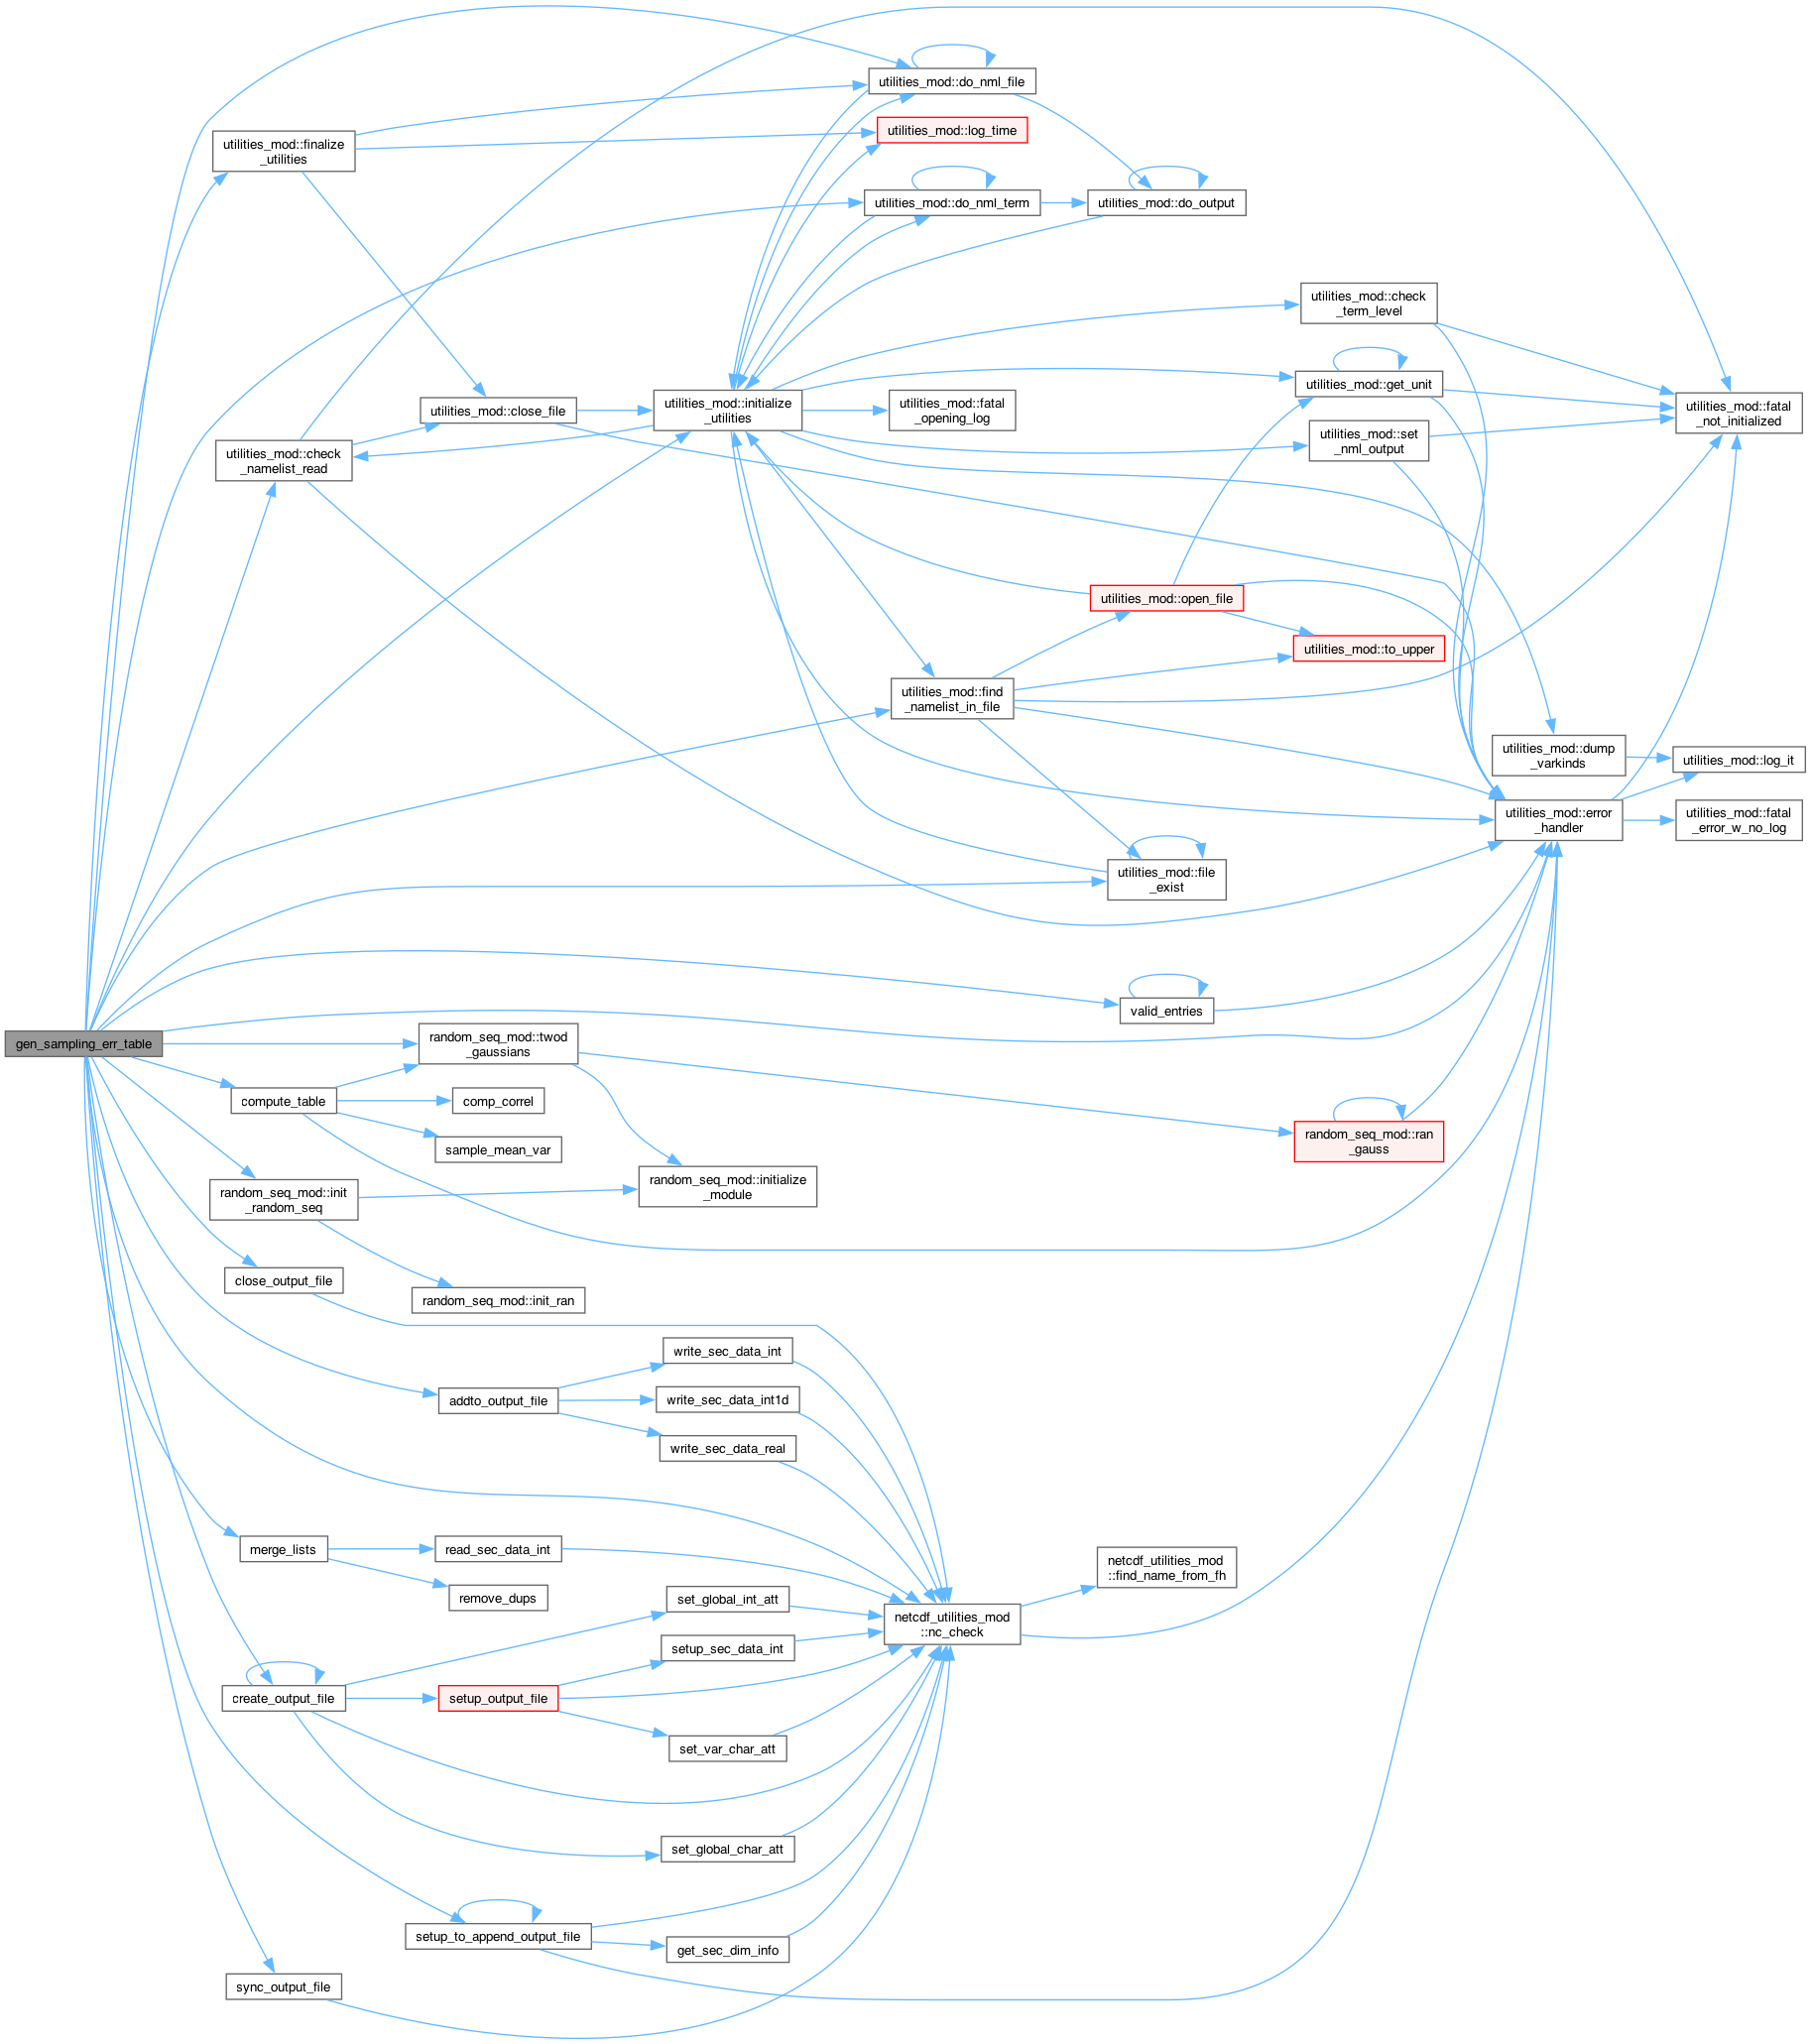 utilities_mod::do_nml_file
utilities_mod::log_time
utilities_mod::finalize
_utilities
utilities_mod::do_nml_term
utilities_mod::do_output
utilities_mod::check
_term_level
utilities_mod::get_unit
utilities_mod::initialize
_utilities
utilities_mod::close_file
utilities_mod::fatal
_opening_log
utilities_mod::fatal
_not_initialized
utilities_mod::set
_nml_output
utilities_mod::check
_namelist_read
utilities_mod::open_file
utilities_mod::to_upper
utilities_mod::find
_namelist_in_file
utilities_mod::dump
_varkinds
utilities_mod::log_it
utilities_mod::error
_handler
utilities_mod::fatal
_error_w_no_log
utilities_mod::file
_exist
valid_entries
gen_sampling_err_table
random_seq_mod::twod
_gaussians
compute_table
comp_correl
random_seq_mod::ran
_gauss
sample_mean_var
random_seq_mod::initialize
_module
random_seq_mod::init
_random_seq
close_output_file
random_seq_mod::init_ran
write_sec_data_int
addto_output_file
write_sec_data_int1d
write_sec_data_real
merge_lists
read_sec_data_int
netcdf_utilities_mod
::find_name_from_fh
remove_dups
set_global_int_att
netcdf_utilities_mod
::nc_check
setup_sec_data_int
create_output_file
setup_output_file
set_var_char_att
set_global_char_att
setup_to_append_output_file
get_sec_dim_info
sync_output_file